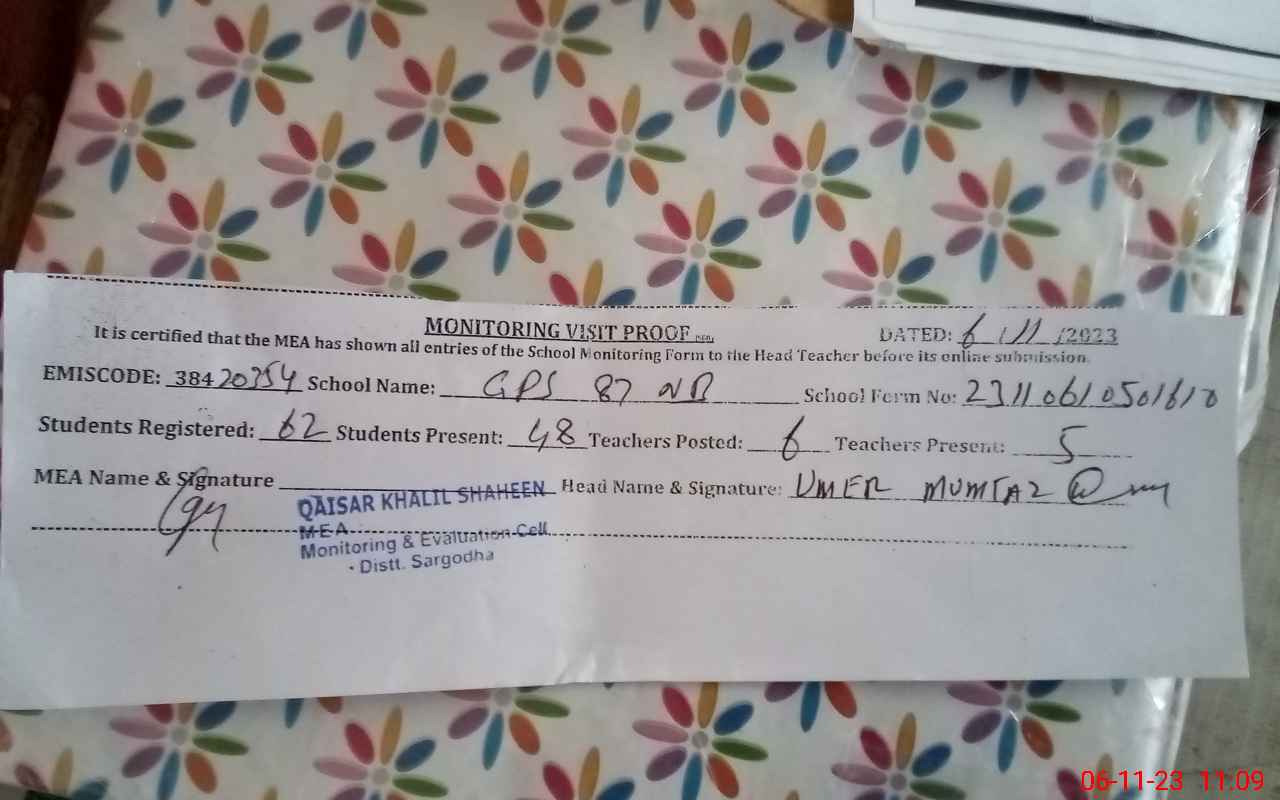 MONITORING VISIT PROOF
DATED: 6/11/2023
It is certified that the MEA has shown all entries of the School Monitoring Form to the Head Teacher before its online submission.
EMISCODE: 38420354 School Name: GPS 87 NB School Form No: 23110610501610
Students Registered: 62 Students Present: 48 Teachers Posted: 6 Teachers Present: 5
MEA Name & Signature Head Name & Signature: UMER MUMTAZ
QAISAR KHALIL SHAHEEN
M-E-A
Monitoring & Evaluation Cell
Distt. Sargodha
06-11-23 11.09